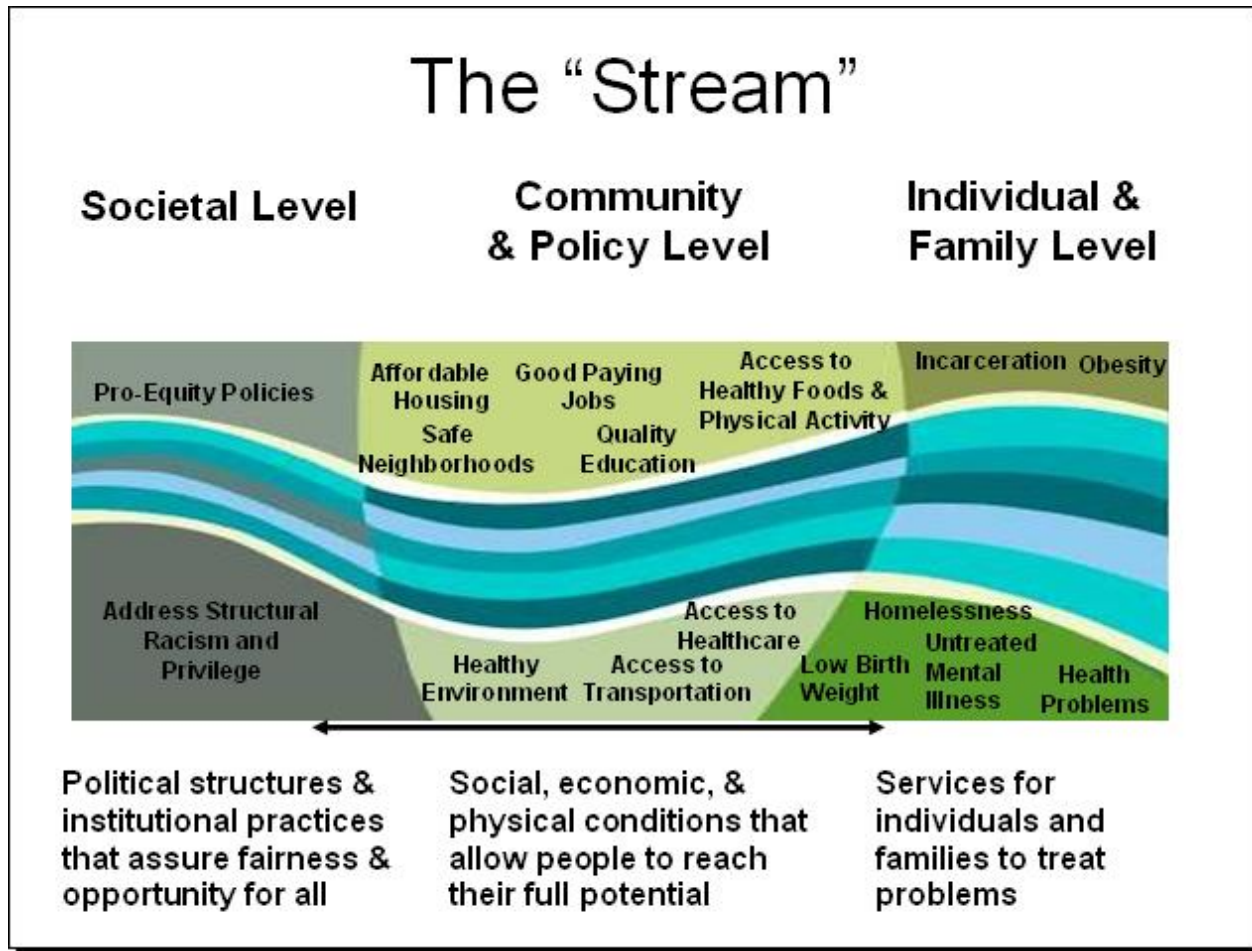 The “Stream”
Societal Level
Community
& Policy Level
Individual &
Family Level
Pro-Equity Policies
Affordable
Housing
Good Paying
Jobs
Safe
Neighborhoods
Quality
Education
Access to
Healthy Foods &
Physical Activity
Incarceration
Obesity
Address Structural
Racism and
Privilege
Healthy
Environment
Access to
Transportation
Access to
Healthcare
Low Birth
Weight
Homelessness
Untreated
Mental
Illness
Health
Problems
Political structures &
institutional practices
that assure fairness &
opportunity for all
Social, economic, &
physical conditions that
allow people to reach
their full potential
Services for
individuals and
families to treat
problems